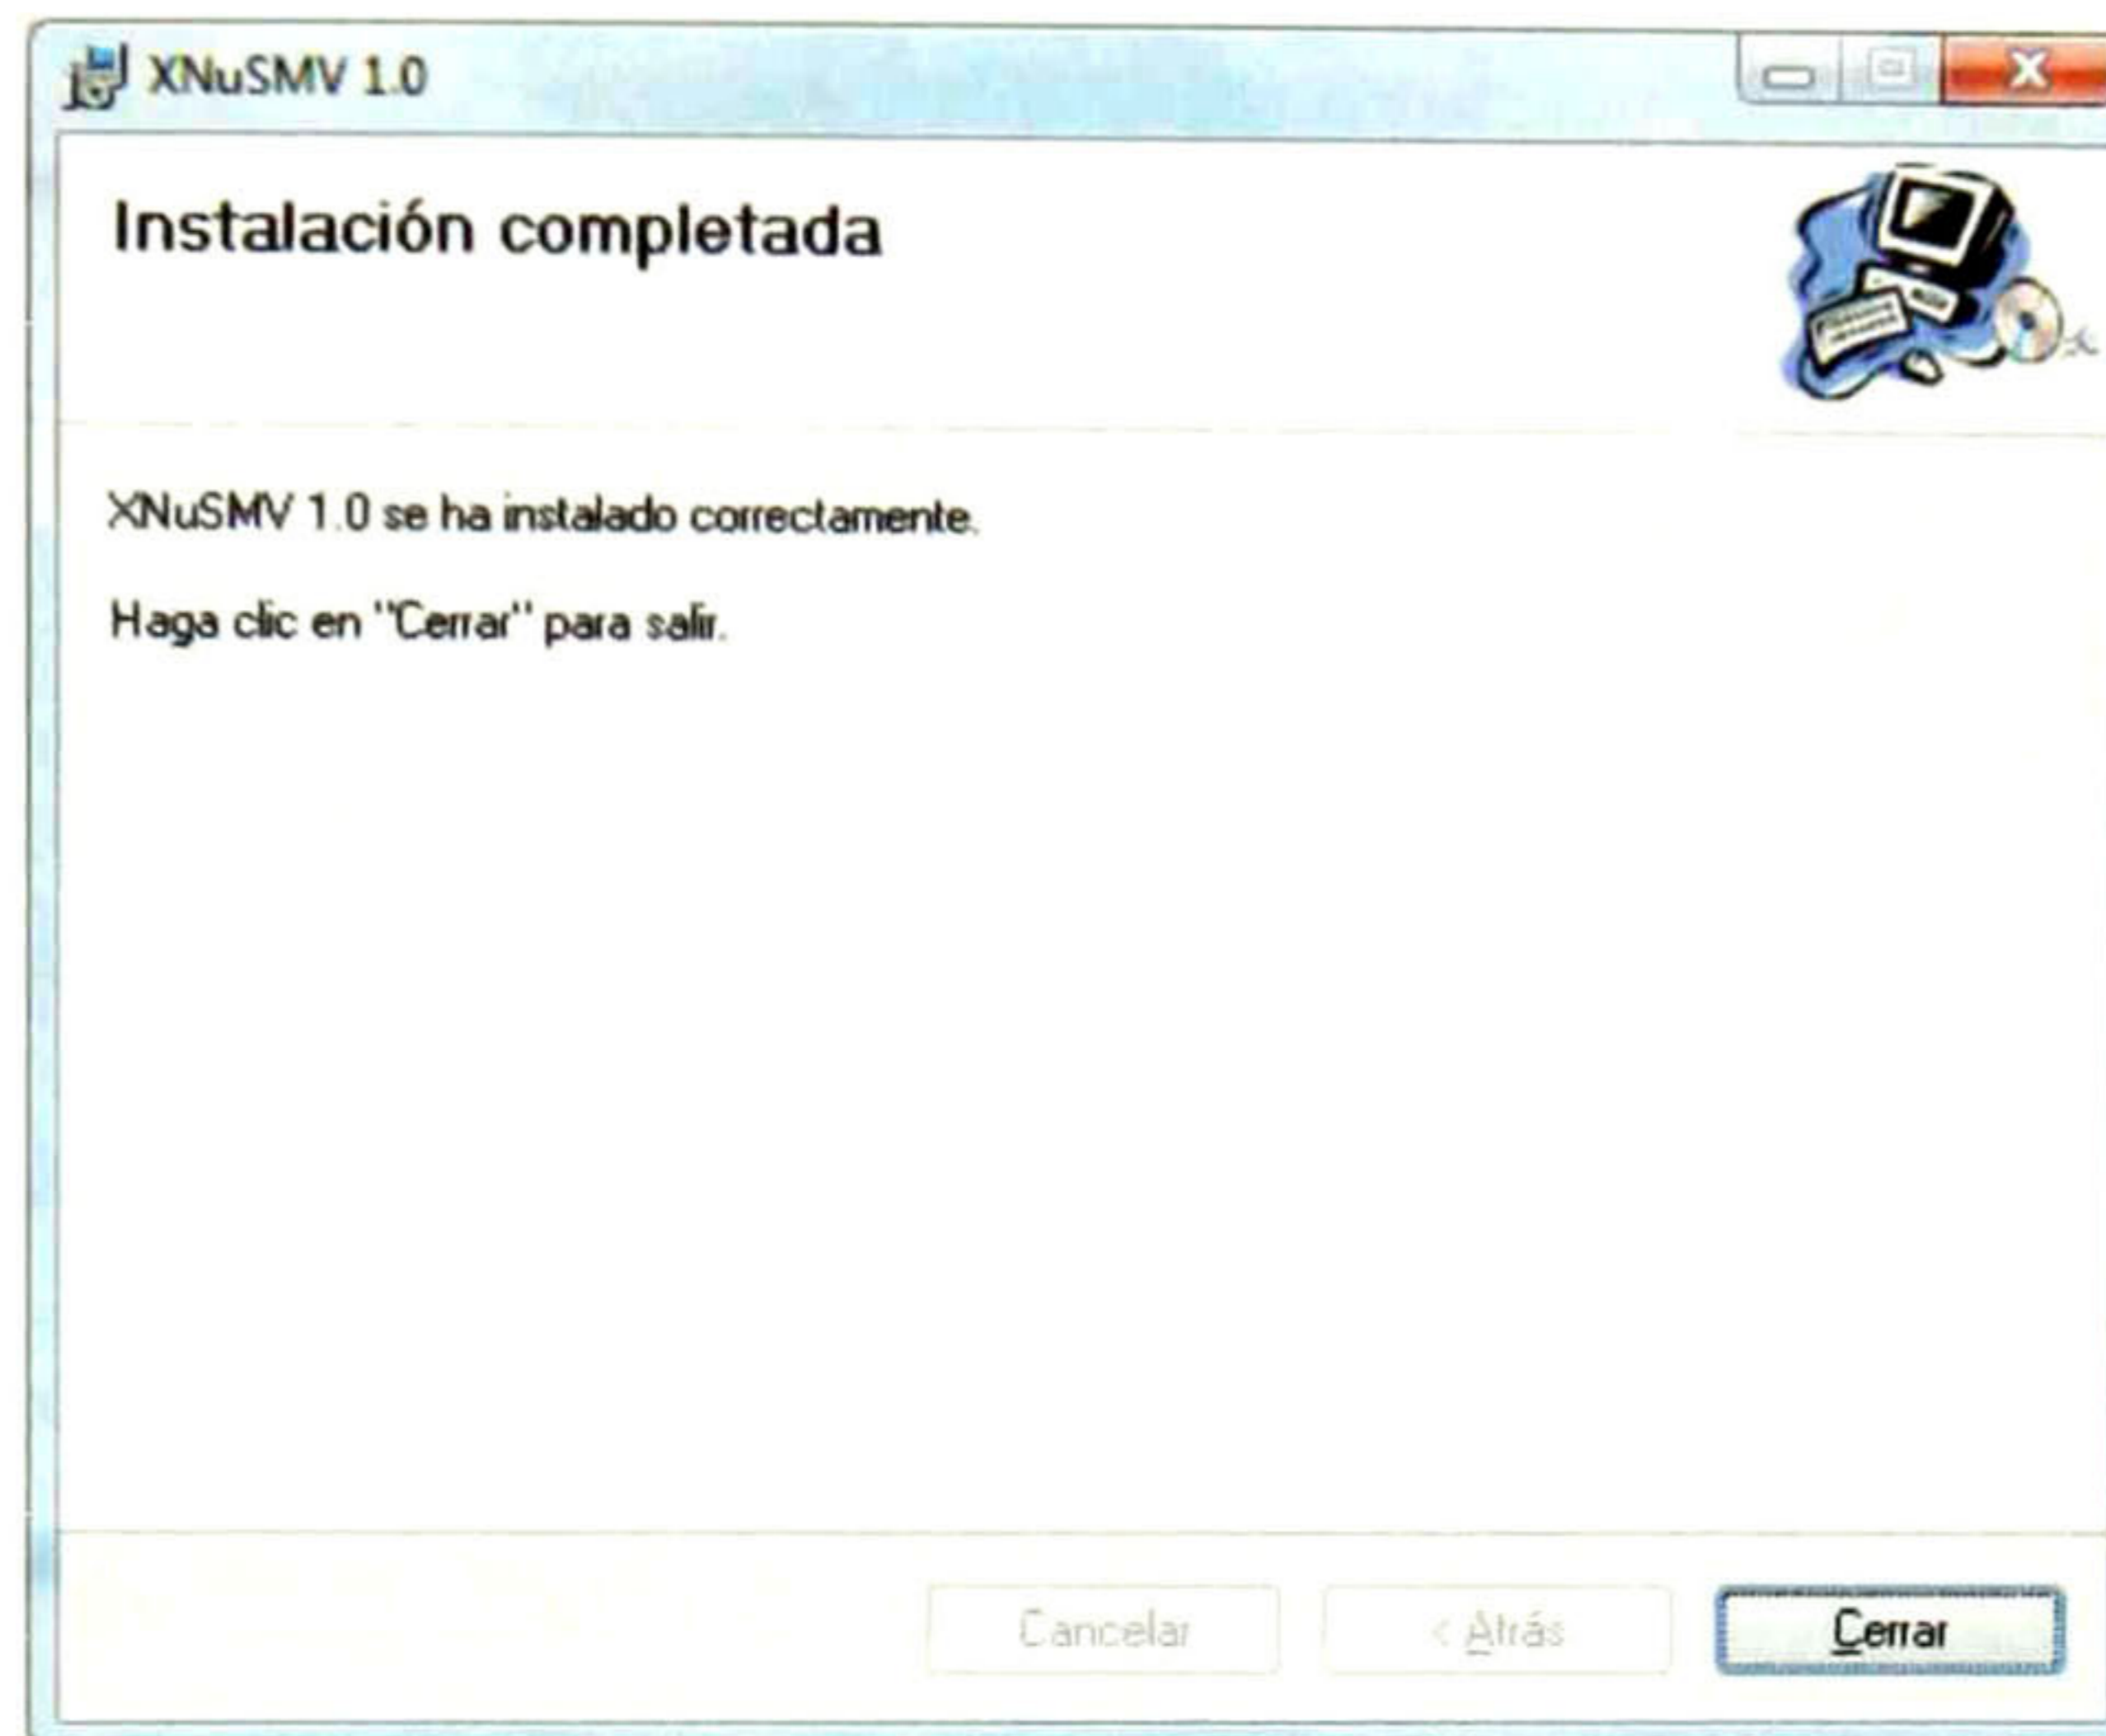 XNuSMV 1.0
Instalación completada
XNuSMV 1.0 se ha instalado correctamente.
Haga clic en "Cerrar" para salir.
Cancelar
< Atrás
Cerrar